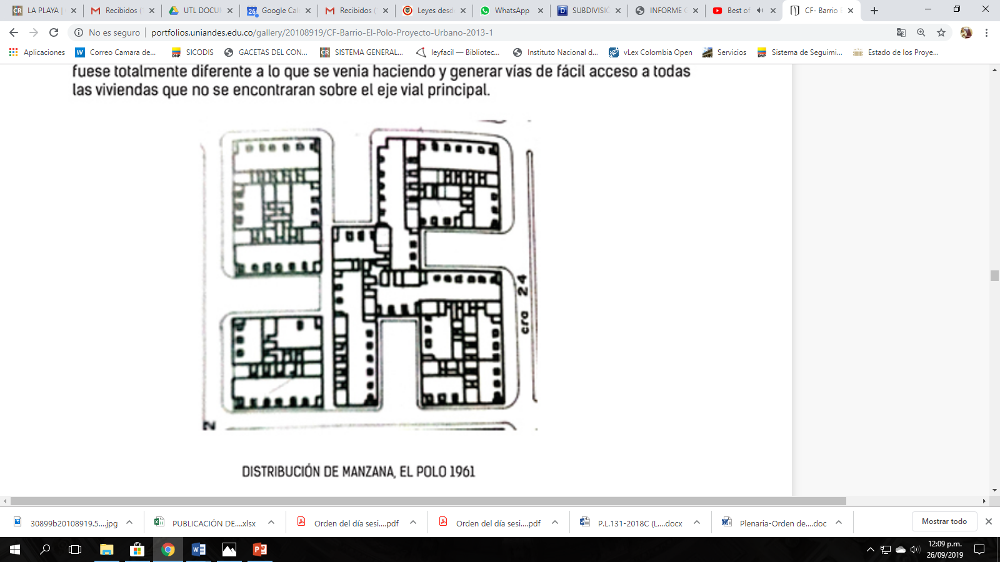 LA PLAYA |
Recibidos (
UTL DOCUM
Google Cal
Recibidos (
Leyes desd
WhatsApp
SUBDIVISIÓ
INFORME
Best of
CF- Barrio E
No es seguro | portfolios.uniandes.edu.co/gallery/20108919/CF-Barrio-El-Polo-Proyecto-Urbano-2013-1
Aplicaciones
Correo Camara de...
SICODIS
GACETAS DEL CON...
SISTEMA GENERAL...
leyfacil — Bibliotec...
Instituto Nacional d...
vLex Colombia Open
Servicios
Sistema de Seguimi...
Estado de los Proye...
fuese totalmente diferente a lo que se venia haciendo y generar vías de fácil acceso a todas
las viviendas que no se encontraran sobre el eje vial principal.
cra 24
DISTRIBUCIÓN DE MANZANA, EL POLO 1961
30899b20108919.5....jpg
PUBLICACIÓN DE....xlsx
Orden del día sesi....pdf
Orden del día sesi....pdf
P.L.131-2018C (L....docx
Plenaria-Orden de....doc
Mostrar todo
12:09 p.m.
26/09/2019